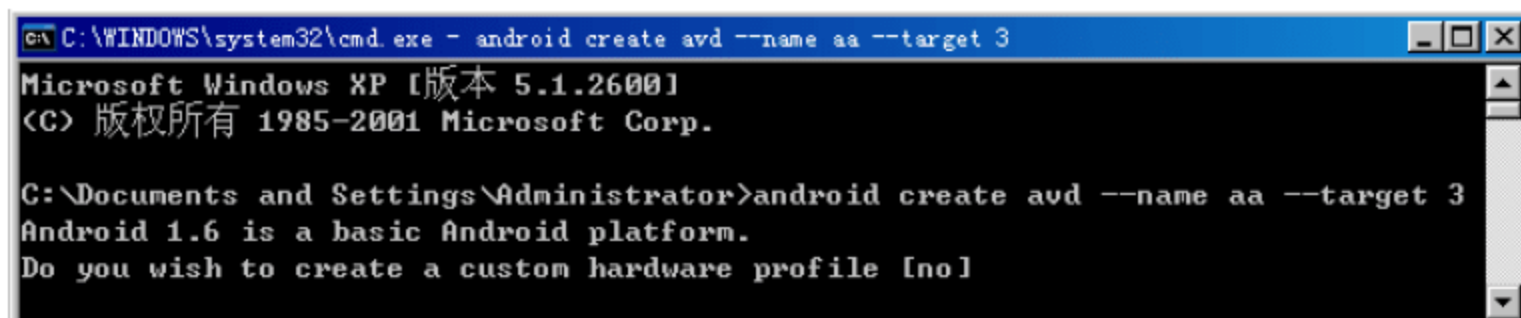 C:\WINDOWS\system32\cmd.exe - android create avd --name aa --target 3
Microsoft Windows XP [版本 5.1.2600]
(C) 版权所有 1985-2001 Microsoft Corp.
C:\Documents and Settings\Administrator>android create avd --name aa --target 3
Android 1.6 is a basic Android platform.
Do you wish to create a custom hardware profile [no]